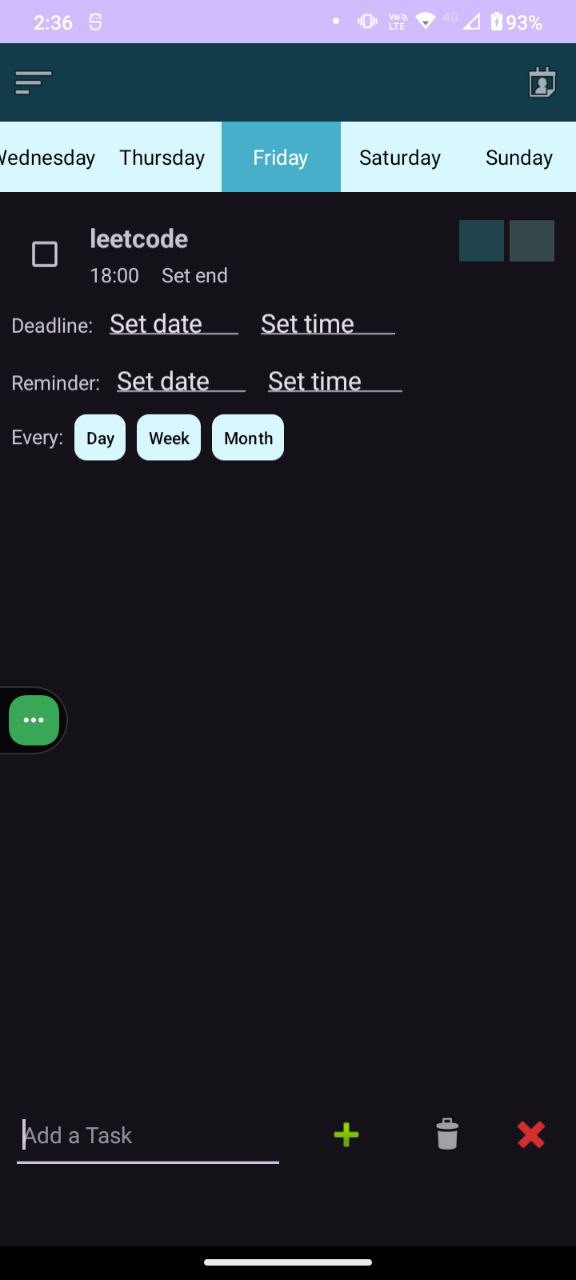 2:36 Vo LTE 4G 93%
Wednesday Thursday Friday Saturday Sunday
leetcode
18:00 Set end
Deadline: Set date Set time
Reminder: Set date Set time
Every: Day Week Month
Add a Task